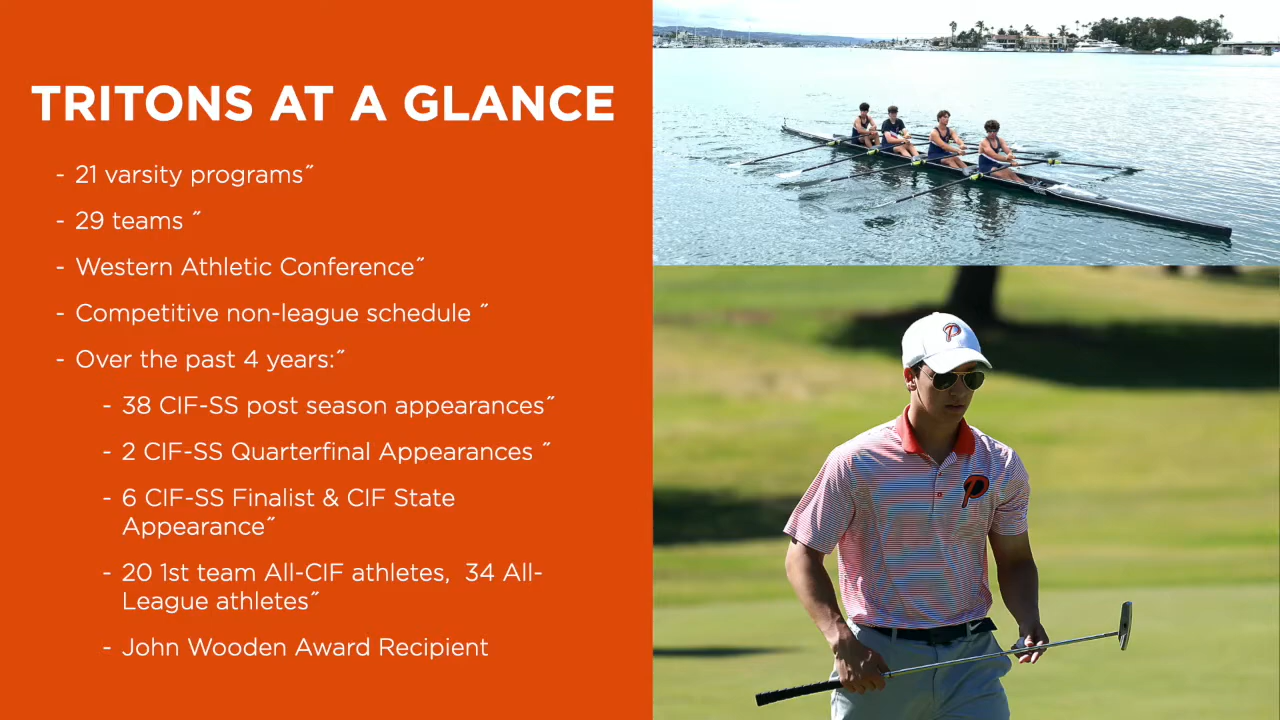 TRITONS AT A GLANCE
- 21 varsity programs˝
- 29 teams ˝
- Western Athletic Conference˝
- Competitive non-league schedule ˝
- Over the past 4 years:˝
- 38 CIF-SS post season appearances˝
- 2 CIF-SS Quarterfinal Appearances ˝
- 6 CIF-SS Finalist & CIF State
Appearance˝
- 20 1st team All-CIF athletes,  34 All-
League athletes˝
- John Wooden Award Recipient
P
P